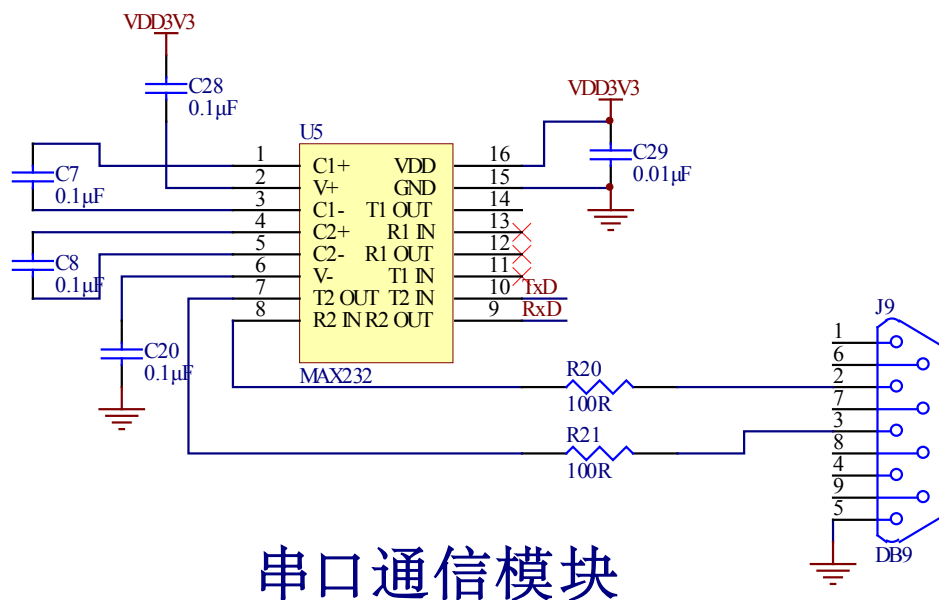 VDD3V3
C28
0.1μF
VDD3V3
U5
C29
0.01μF
C7
0.1μF
C8
0.1μF
C20
0.1μF
1 C1+ VDD 16
2 V+ GND 15
3 C1- T1 OUT 14
4 C2+ R1 IN 13
5 C2- R1 OUT 12
6 V- T1 IN 11
7 T2 OUT T2 IN 10 TxD
8 R2 IN R2 OUT 9 RxD
MAX232
R20
100R
R21
100R
J9
1
6
2
7
3
8
4
9
5
DB9
串口通信模块